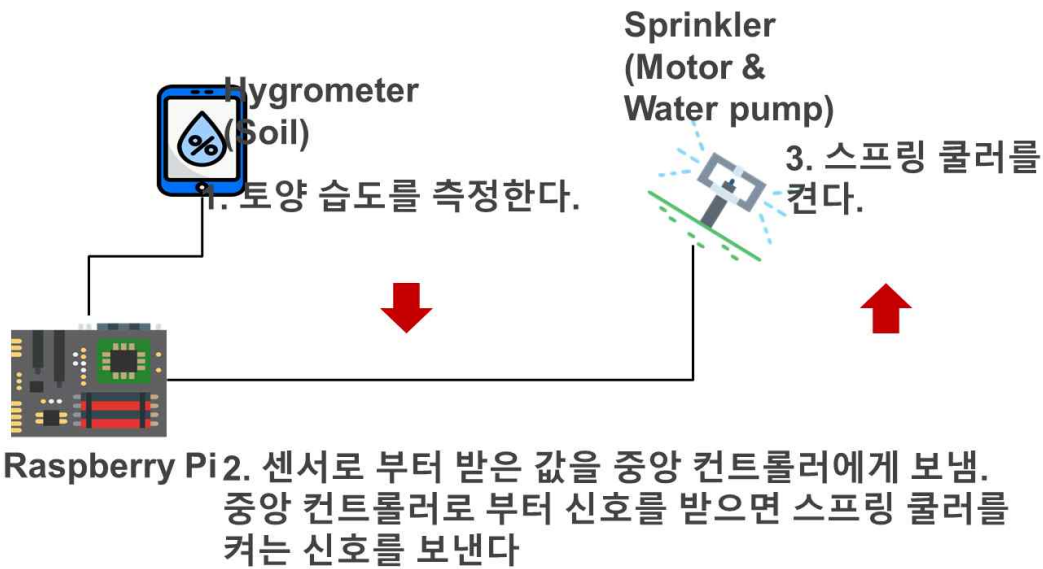 Hygrometer
(Soil)
1. 토양 습도를 측정한다.
Sprinkler
(Motor &
Water pump)
3. 스프링 쿨러를
켠다.
Raspberry Pi
2. 센서로 부터 받은 값을 중앙 컨트롤러에게 보냄.
중앙 컨트롤러로 부터 신호를 받으면 스프링 쿨러를
켜는 신호를 보낸다
%